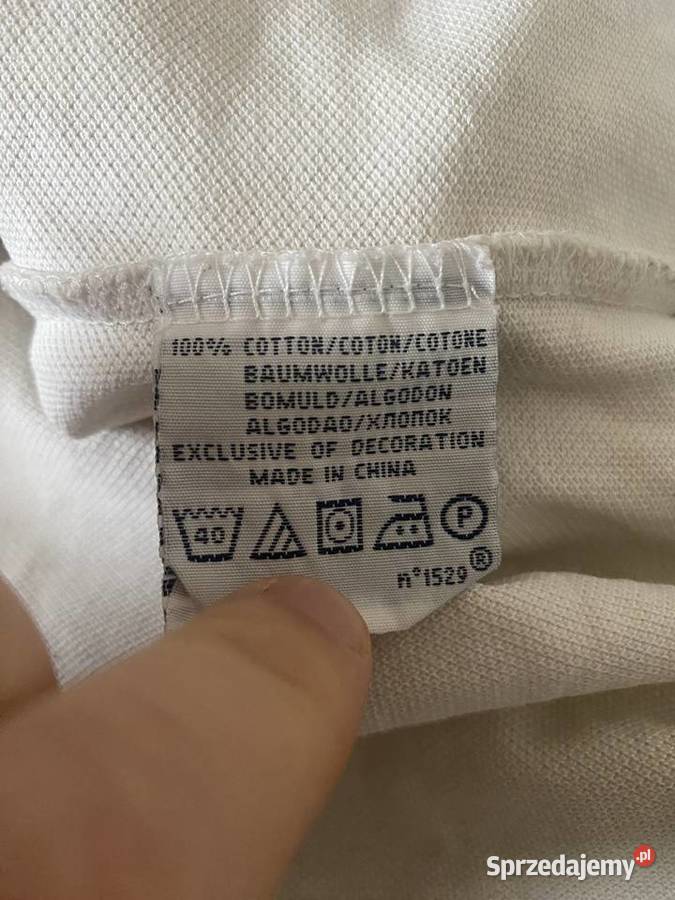 100% COTTON/COTON/COTONE
BAUMWOLLE/KATOEN
BOMULD/ALGODON
ALGODAO/ХЛОПОК
EXCLUSIVE OF DECORATION
MADE IN CHINA
40 P
n°1529®
Sprzedajemy.pl